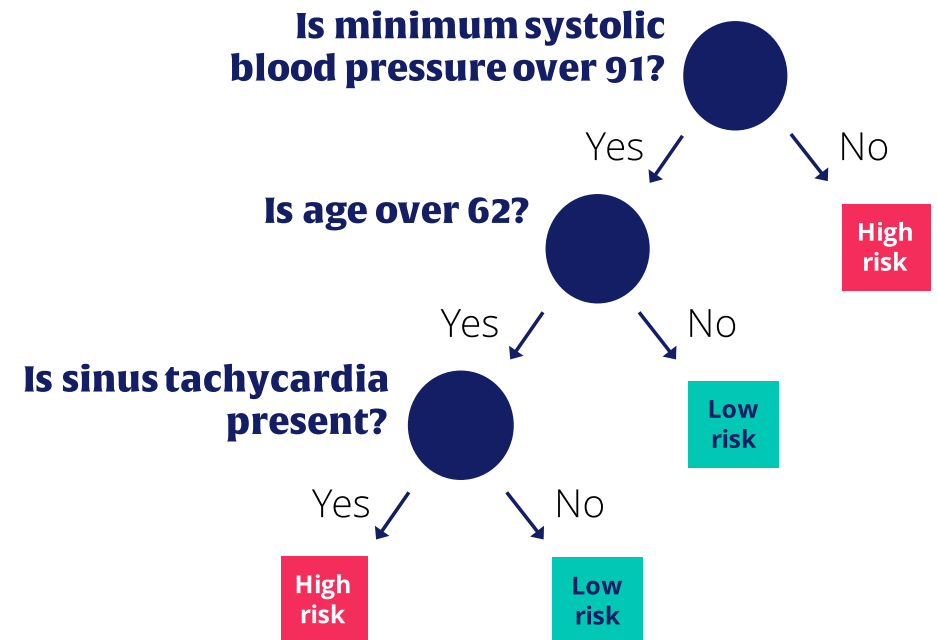 Is minimum systolic
blood pressure over 91?
Yes
No
Is age over 62?
High
risk
Yes
No
Is sinus tachycardia
present?
Low
risk
Yes
No
High
risk
Low
risk